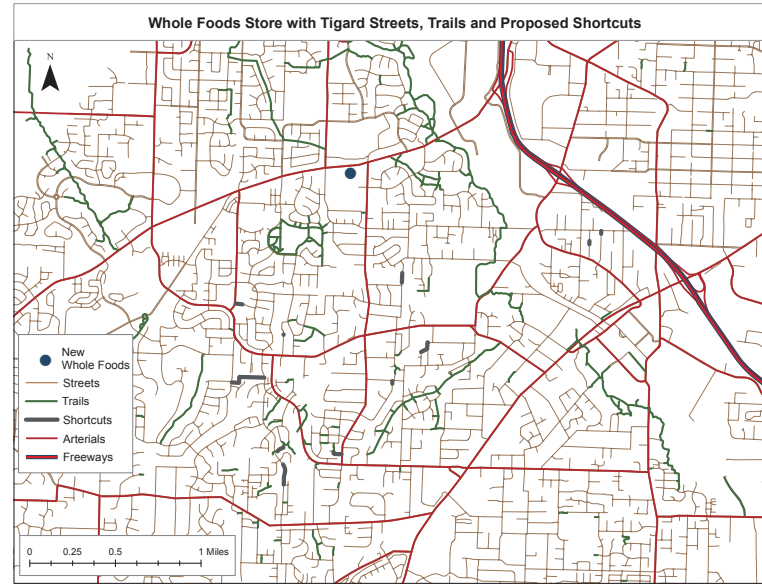 Whole Foods Store with Tigard Streets, Trails and Proposed Shortcuts
N
New
Whole Foods
Streets
Trails
Shortcuts
Arterials
Freeways
0 0.25 0.5 1 Miles